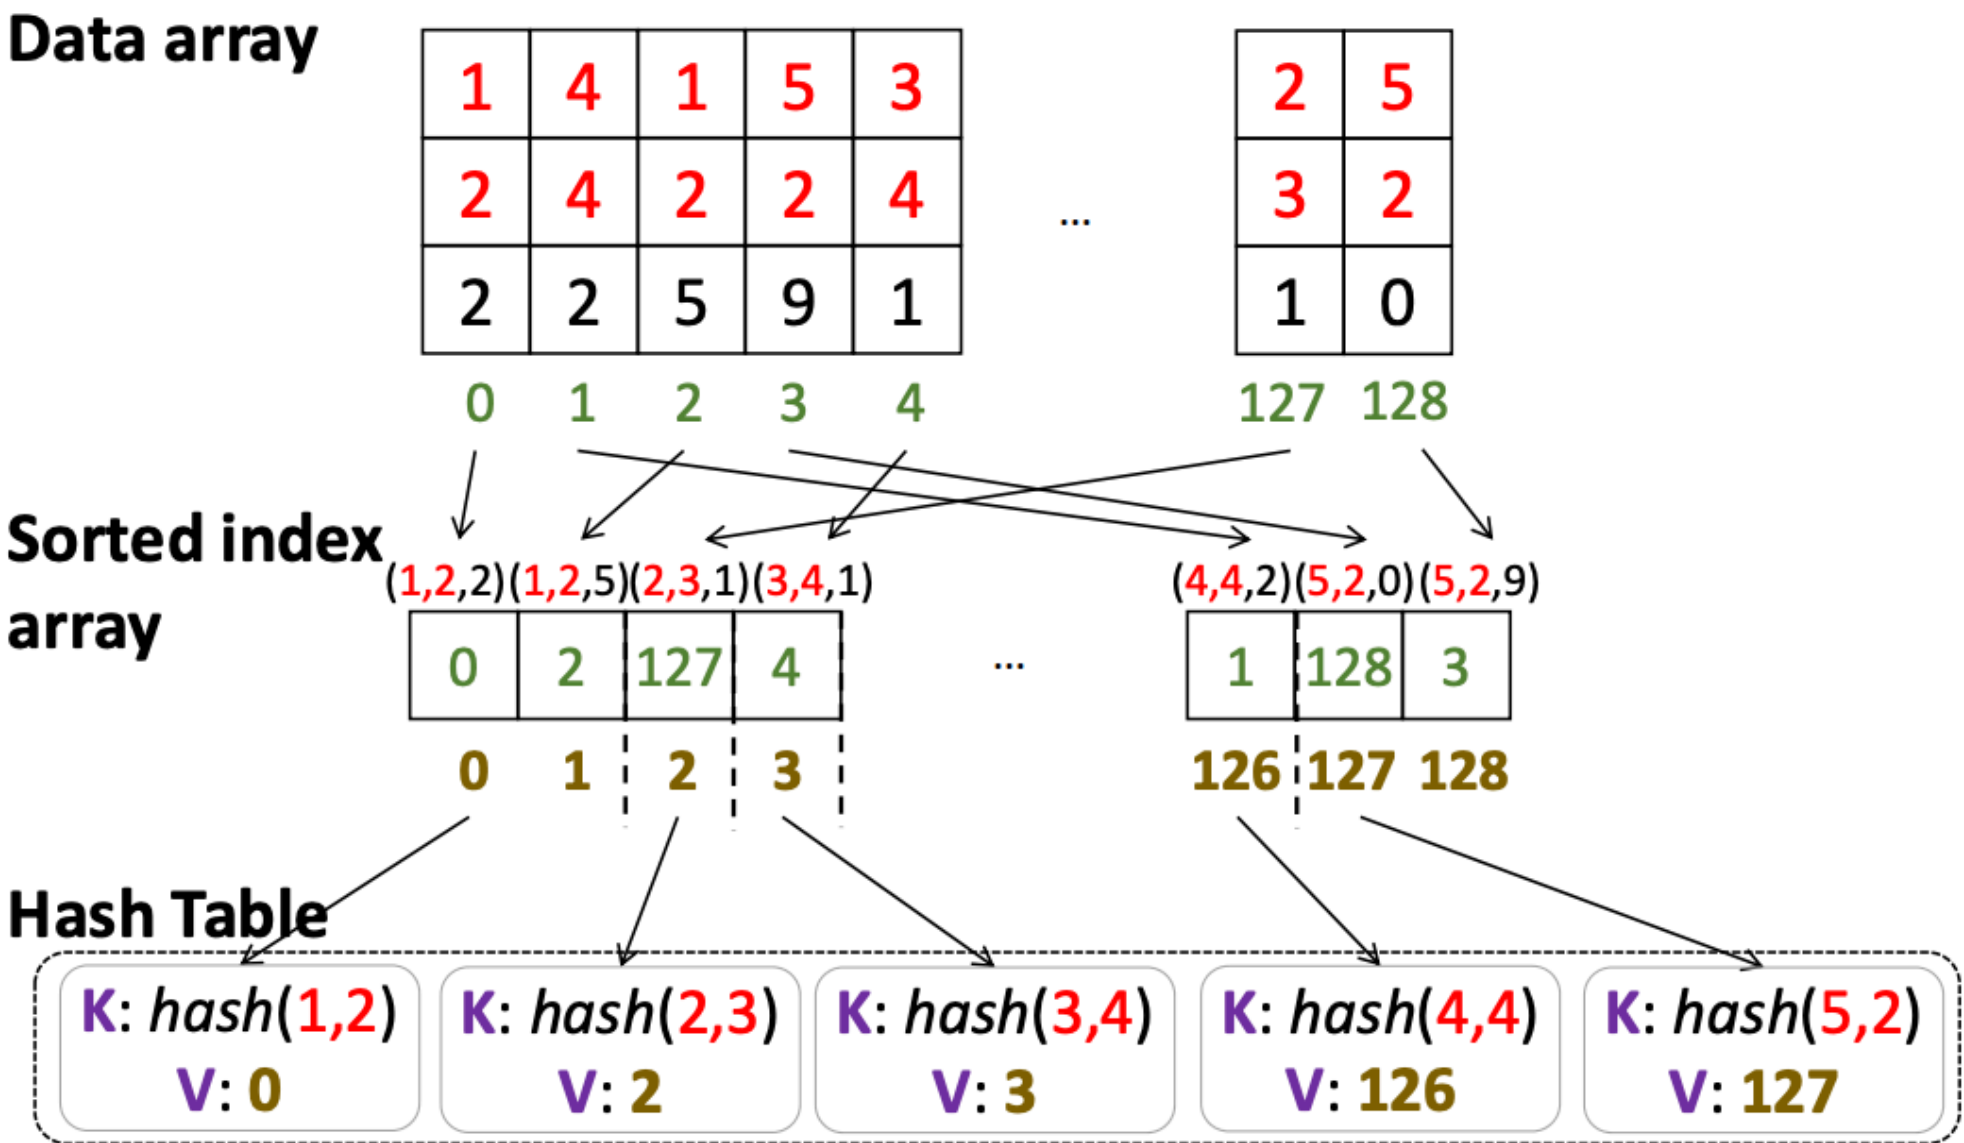 Data array
1 4 1 5 3 2 5
2 4 2 2 4 ... 3 2
2 2 5 9 1 1 0
0 1 2 3 4 127 128
Sorted index
array
(1,2,2) (1,2,5) (2,3,1) (3,4,1) (4,4,2) (5,2,0) (5,2,9)
0 2 127 4 ... 1 128 3
0 1 2 3 126 127 128
Hash Table
K: hash(1,2) K: hash(2,3) K: hash(3,4) K: hash(4,4) K: hash(5,2)
V: 0 V: 2 V: 3 V: 126 V: 127